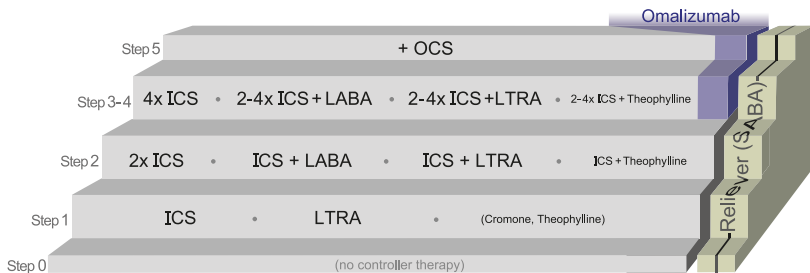 Omalizumab
Step 5 + OCS
Step 3-4 4x ICS • 2-4x ICS + LABA • 2-4x ICS +LTRA • 2-4x ICS + Theophylline
Step 2 2x ICS • ICS + LABA • ICS + LTRA • ICS + Theophylline
Step 1 ICS • LTRA • (Cromone, Theophylline)
Step 0 (no controller therapy)
Reliever (SABA)